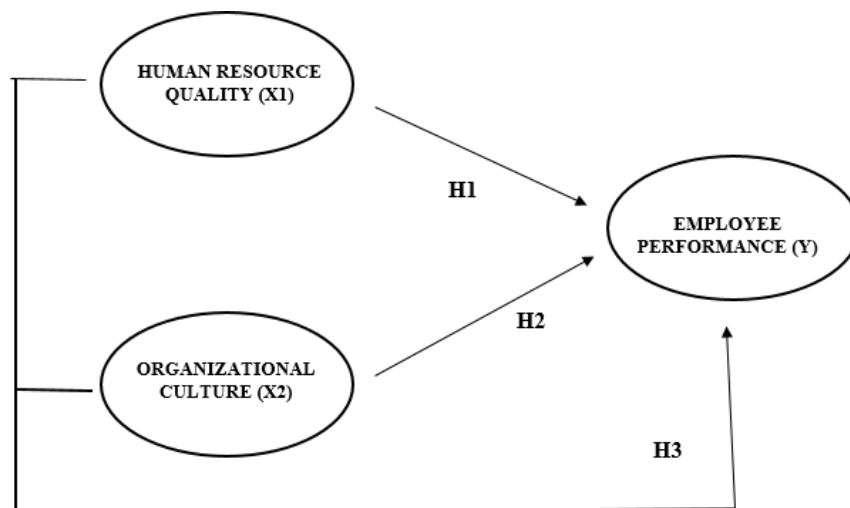 HUMAN RESOURCE
QUALITY (X1)
H1
EMPLOYEE
PERFORMANCE (Y)
H2
ORGANIZATIONAL
CULTURE (X2)
H3